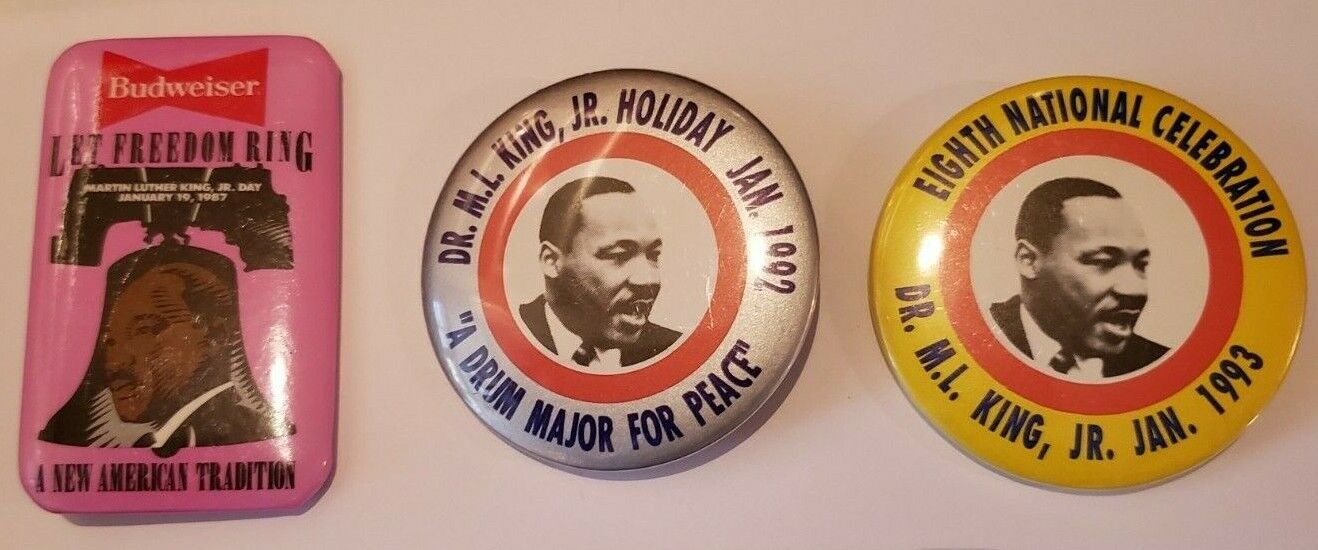 Budweiser
LET FREEDOM RING
MARTIN LUTHER KING, JR. DAY
JANUARY 19, 1987
A NEW AMERICAN TRADITION
DR. M.L. KING, JR. HOLIDAY JAN. 1992
"A DRUM MAJOR FOR PEACE"
EIGHTH NATIONAL CELEBRATION
DR. M.L. KING, JR. JAN. 1993